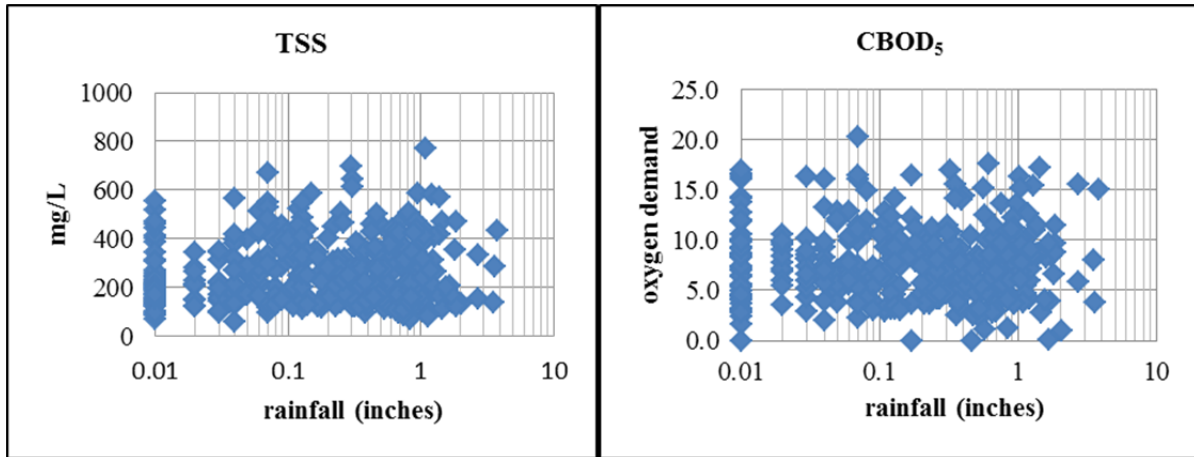 TSS
mg/L
1000
800
600
400
200
0
0.01 0.1 1 10
rainfall (inches)
CBOD₅
oxygen demand
25.0
20.0
15.0
10.0
5.0
0.0
0.01 0.1 1 10
rainfall (inches)